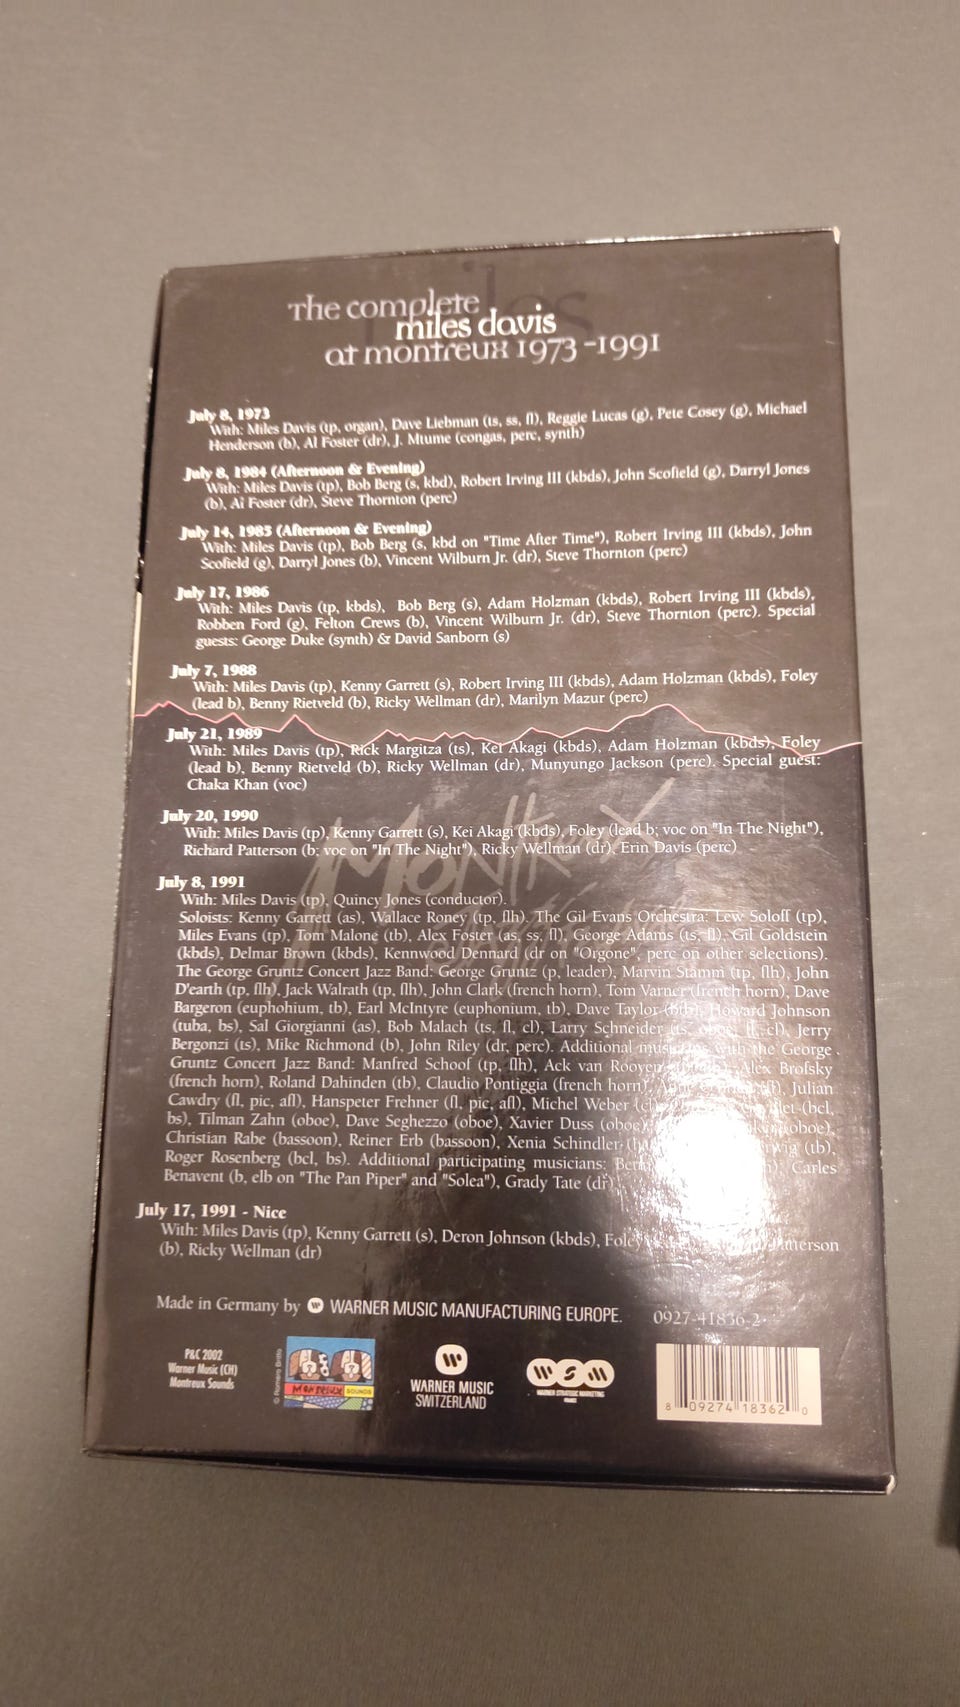 The complete
miles davis
at montreux 1973 -1991
July 8, 1973
With: Miles Davis (tp, organ), Dave Liebman (ts, ss, fl), Reggie Lucas (g), Pete Cosey (g), Michael
Henderson (b), Al Foster (dr), J. Mtume (congas, perc, synth)
July 8, 1984 (Afternoon & Evening)
With: Miles Davis (tp), Bob Berg (s, kbd), Robert Irving III (kbds), John Scofield (g), Darryl Jones
(b), Al Foster (dr), Steve Thornton (perc)
July 14, 1985 (Afternoon & Evening)
With: Miles Davis (tp), Bob Berg (s, kbd on "Time After Time"), Robert Irving III (kbds), John
Scofield (g), Darryl Jones (b), Vincent Wilburn Jr. (dr), Steve Thornton (perc)
July 17, 1986
With: Miles Davis (tp, kbds), Bob Berg (s), Adam Holzman (kbds), Robert Irving III (kbds),
Robben Ford (g), Felton Crews (b), Vincent Wilburn Jr. (dr), Steve Thornton (perc). Special
guests: George Duke (synth) & David Sanborn (s)
July 7, 1988
With: Miles Davis (tp), Kenny Garrett (s), Robert Irving III (kbds), Adam Holzman (kbds), Foley
(lead b), Benny Rietveld (b), Ricky Wellman (dr), Marilyn Mazur (perc)
July 21, 1989
With: Miles Davis (tp), Rick Margitza (ts), Kei Akagi (kbds), Adam Holzman (kbds), Foley
(lead b), Benny Rietveld (b), Ricky Wellman (dr), Munyungo Jackson (perc). Special guest:
Chaka Khan (voc)
July 20, 1990
With: Miles Davis (tp), Kenny Garrett (s), Kei Akagi (kbds), Foley (lead b; voc on "In The Night"),
Richard Patterson (b; voc on "In The Night"), Ricky Wellman (dr), Erin Davis (perc)
July 8, 1991
With: Miles Davis (tp), Quincy Jones (conductor).
Soloists: Kenny Garrett (as), Wallace Roney (tp, flh). The Gil Evans Orchestra: Lew Soloff (tp),
Miles Evans (tp), Tom Malone (tb), Alex Foster (as, ss, fl), George Adams (ts, fl), Gil Goldstein
(kbds), Delmar Brown (kbds), Kennwood Dennard (dr on "Orgone", perc on other selections).
The George Gruntz Concert Jazz Band: George Gruntz (p, leader), Marvin Stamm (tp, flh), John
D'earth (tp, flh), Jack Walrath (tp, flh), John Clark (french horn), Tom Varner (french horn), Dave
Bargeron (euphohium, tb), Earl McIntyre (euphonium, tb), Dave Taylor (btb), Howard Johnson
(tuba, bs), Sal Giorgianni (as), Bob Malach (ts, fl, cl), Larry Schneider (ts, oboe, fl, cl), Jerry
Bergonzi (ts), Mike Richmond (b), John Riley (dr, perc). Additional musicians with the George
Gruntz Concert Jazz Band: Manfred Schoof (tp, flh), Ack van Rooyen Alex Brofsky
(french horn), Roland Dahinden (tb), Claudio Pontiggia (french horn), Julian
Cawdry (fl, pic, afl), Hanspeter Frehner (fl, pic, afl), Michel Weber (bcl,
bs), Tilman Zahn (oboe), Dave Seghezzo (oboe), Xavier Duss (oboe), (oboe),
Christian Rabe (bassoon), Reiner Erb (bassoon), Xenia Schindler (tb),
Roger Rosenberg (bcl, bs). Additional participating musicians: Carles
Benavent (b, elb on "The Pan Piper" and "Solea"), Grady Tate (dr)
July 17, 1991 - Nice
With: Miles Davis (tp), Kenny Garrett (s), Deron Johnson (kbds), Foley Patterson
(b), Ricky Wellman (dr)
Made in Germany by WARNER MUSIC MANUFACTURING EUROPE. 0927-41836-2
P&C 2002
Warner Music (CH)
Montreux Sounds
© Romero Britto
MONTREUX SOUNDS
WARNER MUSIC
SWITZERLAND
WSM
WARNER STRATEGIC MARKETING
FRANCE
8 09274 18362 0